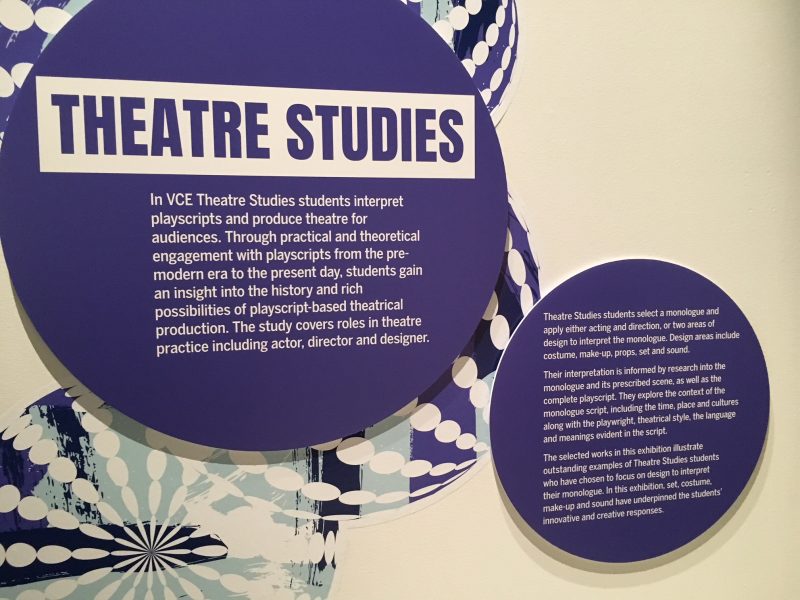 THEATRE STUDIES
In VCE Theatre Studies students interpret
playscripts and produce theatre for
audiences. Through practical and theoretical
engagement with playscripts from the pre-
modern era to the present day, students gain
an insight into the history and rich
possibilities of playscript-based theatrical
production. The study covers roles in theatre
practice including actor, director and designer.
Theatre Studies students select a monologue and
apply either acting and direction, or two areas of
design to interpret the monologue. Design areas include
costume, make-up, props, set and sound.
Their interpretation is informed by research into the
monologue and its prescribed scene, as well as the
complete playscript. They explore the context of the
monologue script, including the time, place and cultures
along with the playwright, theatrical style, the language
and meanings evident in the script.
The selected works in this exhibition illustrate
outstanding examples of Theatre Studies students
who have chosen to focus on design to interpret
their monologue. In this exhibition, set, costume,
make-up and sound have underpinned the students'
innovative and creative responses.